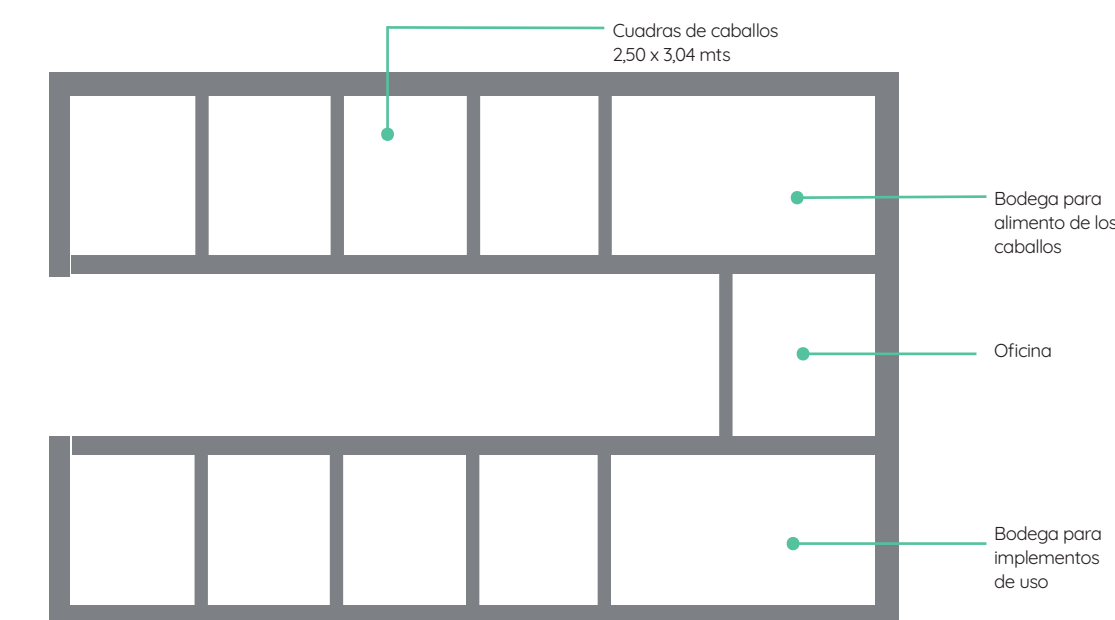 Cuadras de caballos
2,50 x 3,04 mts
Bodega para
alimento de los
caballos
Oficina
Bodega para
implementos
de uso